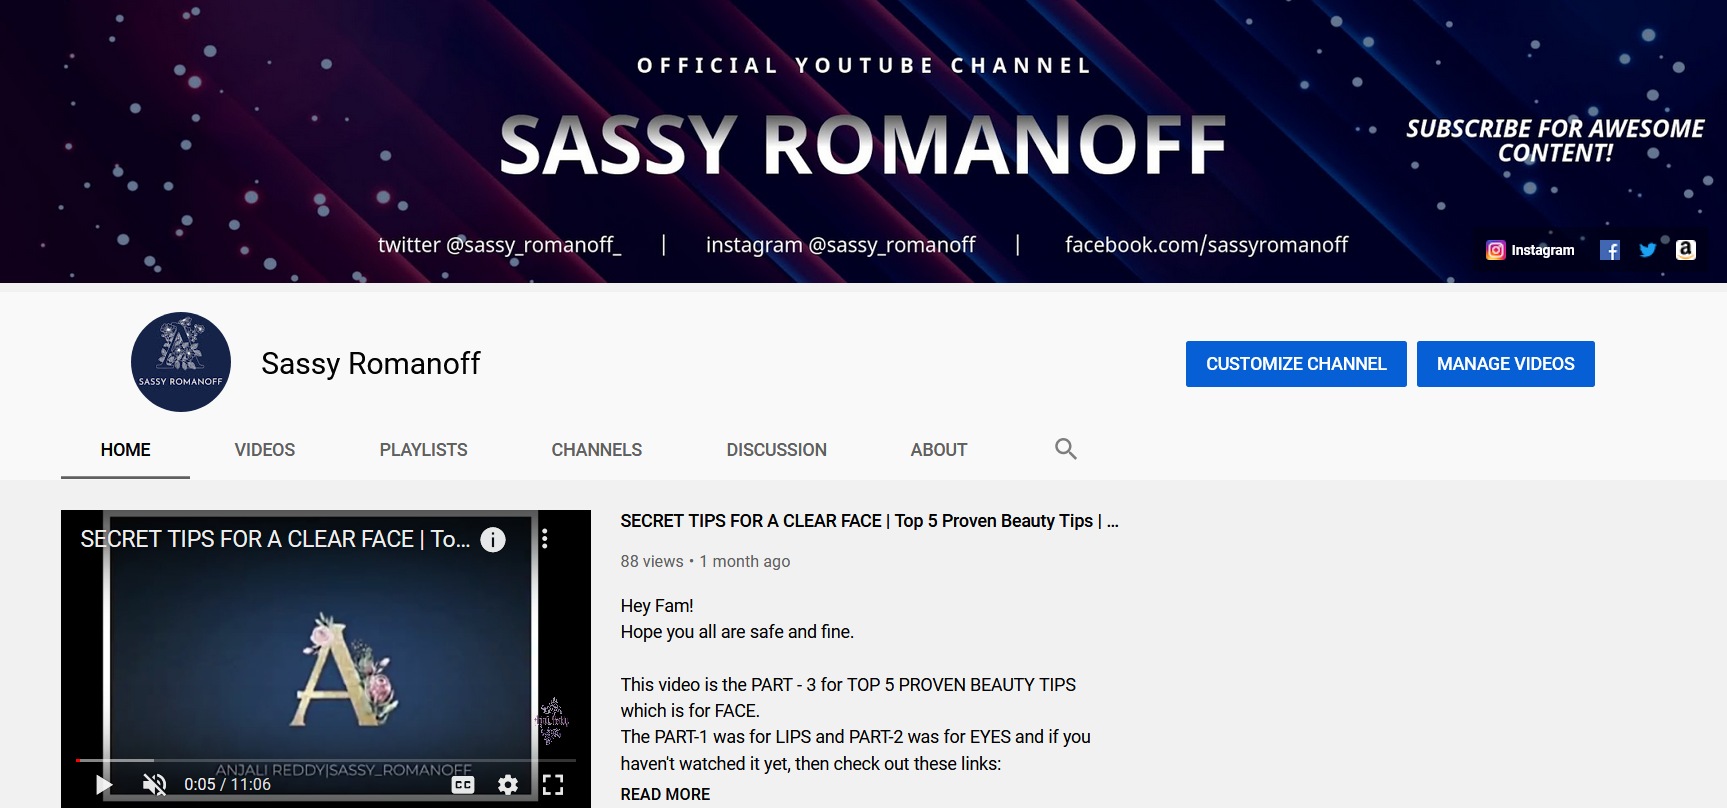 OFFICIAL YOUTUBE CHANNEL
SASSY ROMANOFF
SUBSCRIBE FOR AWESOME
CONTENT!
twitter @sassy_romanoff_ | instagram @sassy_romanoff | facebook.com/sassyromanoff
Instagram
A
SASSY ROMANOFF
Sassy Romanoff
CUSTOMIZE CHANNEL
MANAGE VIDEOS
HOME VIDEOS PLAYLISTS CHANNELS DISCUSSION ABOUT
SECRET TIPS FOR A CLEAR FACE | To...
A
ANJALI REDDY|SASSY_ROMANOFF
0:05 / 11:06
CC
SECRET TIPS FOR A CLEAR FACE | Top 5 Proven Beauty Tips | ...
88 views • 1 month ago
Hey Fam!
Hope you all are safe and fine.
This video is the PART - 3 for TOP 5 PROVEN BEAUTY TIPS
which is for FACE.
The PART-1 was for LIPS and PART-2 was for EYES and if you
haven't watched it yet, then check out these links:
READ MORE